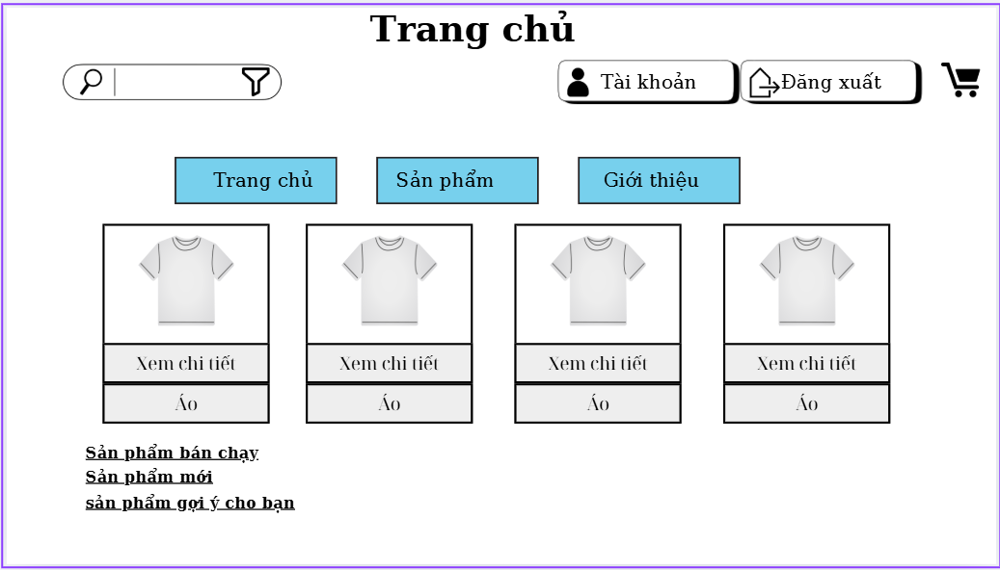 Trang chủ
Tài khoản
Đăng xuất
Trang chủ
Sản phẩm
Giới thiệu
Xem chi tiết
Xem chi tiết
Xem chi tiết
Xem chi tiết
Áo
Áo
Áo
Áo
Sản phẩm bán chạy
Sản phẩm mới
sản phẩm gợi ý cho bạn